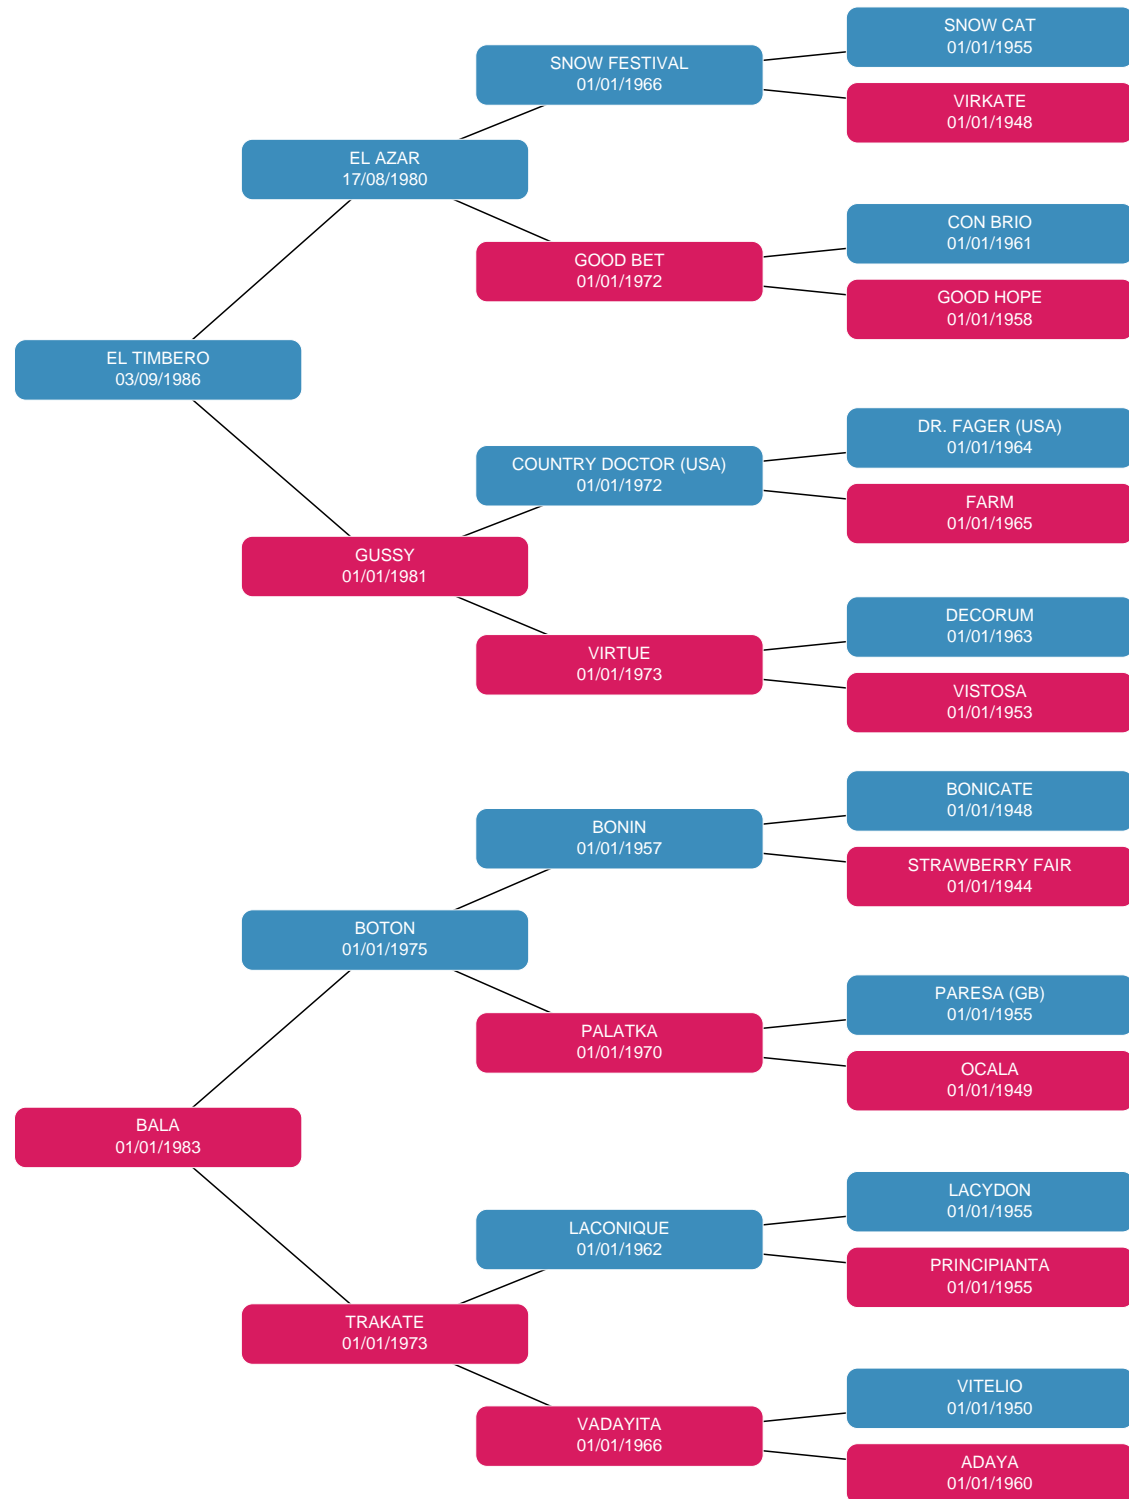 SNOW CAT
01/01/1955
SNOW FESTIVAL
01/01/1966
VIRKATE
01/01/1948
EL AZAR
17/08/1980
CON BRIO
01/01/1961
GOOD BET
01/01/1972
GOOD HOPE
01/01/1958
EL TIMBERO
03/09/1986
DR. FAGER (USA)
01/01/1964
COUNTRY DOCTOR (USA)
01/01/1972
FARM
01/01/1965
GUSSY
01/01/1981
DECORUM
01/01/1963
VIRTUE
01/01/1973
VISTOSA
01/01/1953
BONICATE
01/01/1948
BONIN
01/01/1957
STRAWBERRY FAIR
01/01/1944
BOTON
01/01/1975
PARESA (GB)
01/01/1955
PALATKA
01/01/1970
OCALA
01/01/1949
BALA
01/01/1983
LACYDON
01/01/1955
LACONIQUE
01/01/1962
PRINCIPIANTA
01/01/1955
TRAKATE
01/01/1973
VITELIO
01/01/1950
VADAYITA
01/01/1966
ADAYA
01/01/1960